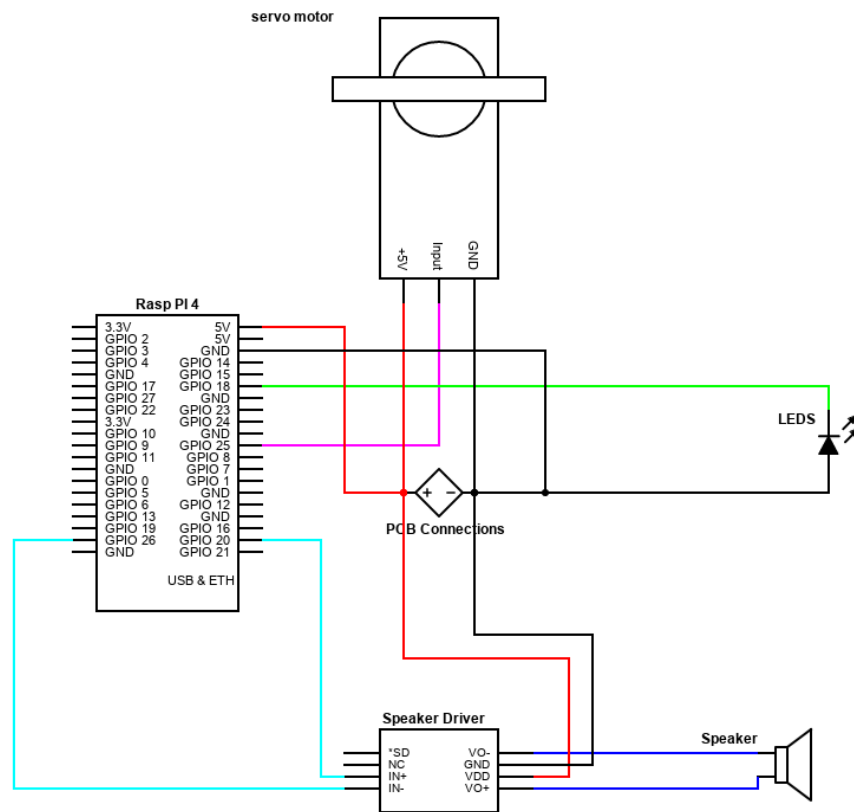 servo motor
+5V
Input
GND
Rasp PI 4
3.3V 5V
GPIO 2 5V
GPIO 3 GND
GPIO 4 GPIO 14
GND GPIO 15
GPIO 17 GPIO 18
GPIO 27 GND
GPIO 22 GPIO 23
3.3V GPIO 24
GPIO 10 GND
GPIO 9 GPIO 25
GPIO 11 GPIO 8
GND GPIO 7
GPIO 0 GPIO 1
GPIO 5 GND
GPIO 6 GPIO 12
GPIO 13 GND
GPIO 19 GPIO 16
GPIO 26 GPIO 20
GND GPIO 21
USB & ETH
LEDS
+ −
PCB Connections
Speaker Driver
*SD VO-
NC GND
IN+ VDD
IN- VO+
Speaker